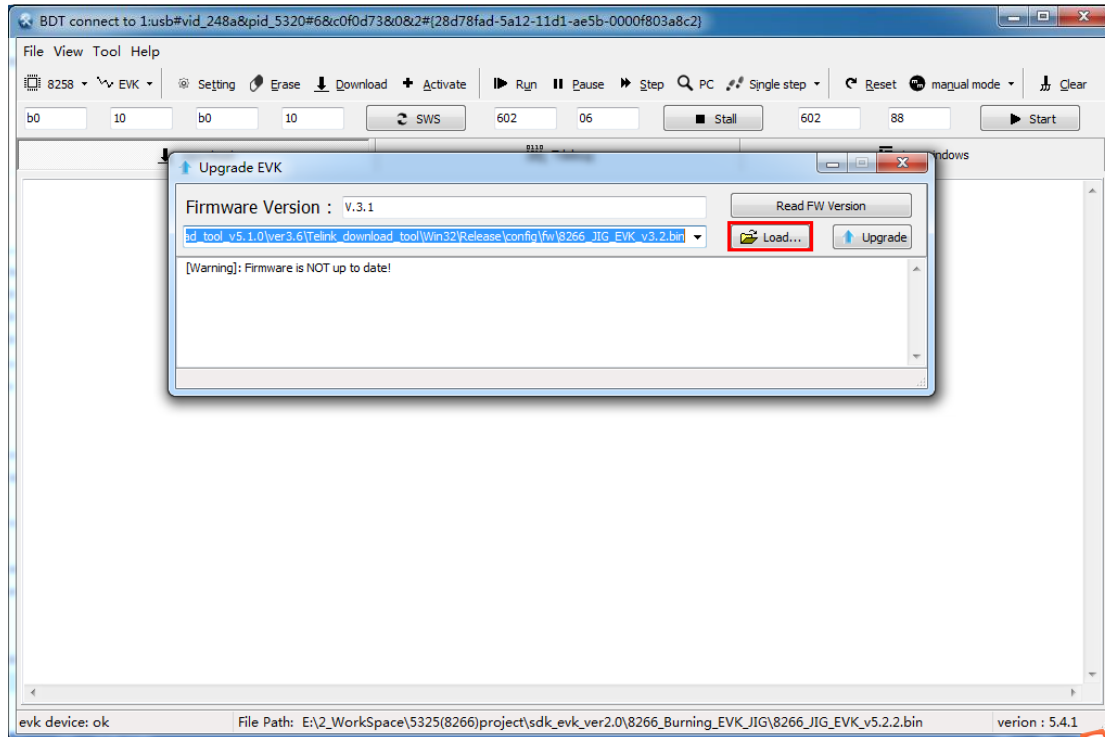 BDT connect to 1:usb#vid_248a&pid_5320#6&c0f0d73&0&2#{28d78fad-5a12-11d1-ae5b-0000f803a8c2}
File View Tool Help
8258 EVK Setting Erase Download Activate Run Pause Step PC Single step Reset manual mode Clear
b0 10 b0 10 SWS 602 06 Stall 602 88 Start
ndows
Upgrade EVK
Firmware Version : V.3.1 Read FW Version
ad_tool_v5.1.0\ver3.6\Telink_download_tool\Win32\Release\config\fw\8266_JIG_EVK_v3.2.bin Load... Upgrade
[Warning]: Firmware is NOT up to date!
evk device: ok File Path: E:\2_WorkSpace\5325(8266)project\sdk_evk_ver2.0\8266_Burning_EVK_JIG\8266_JIG_EVK_v5.2.2.bin verion : 5.4.1